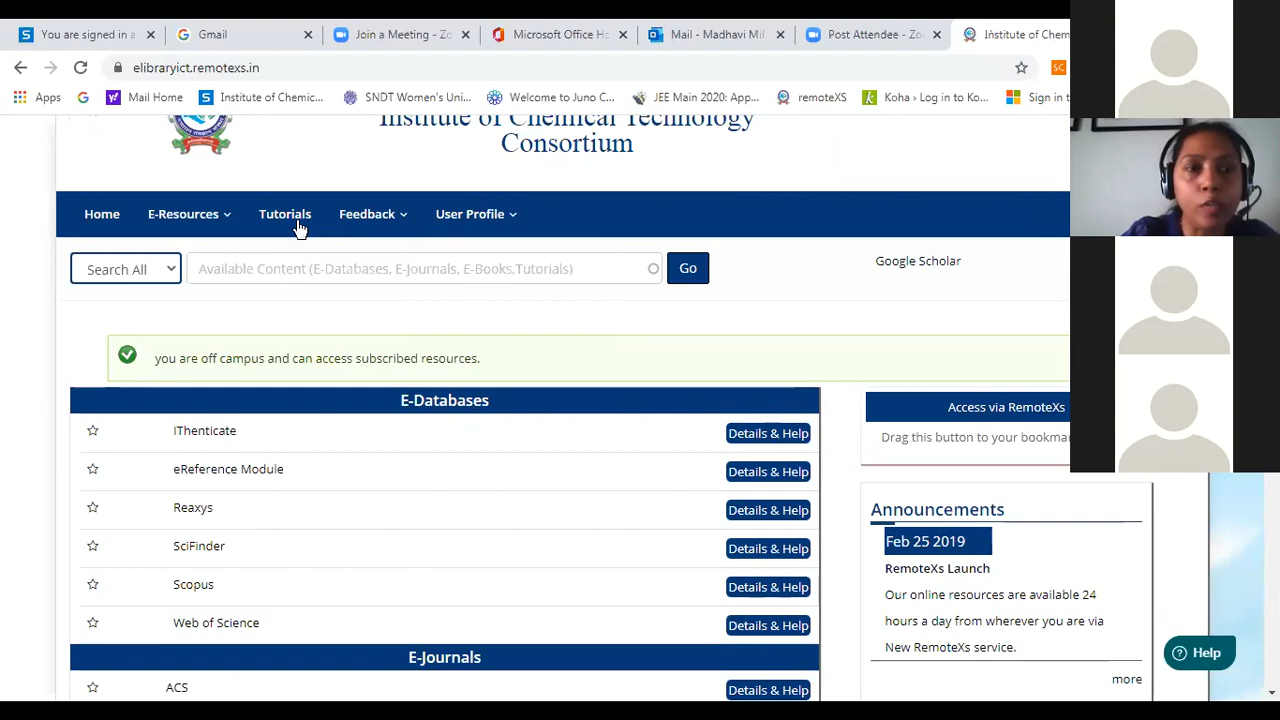 You are signed in a
Gmail
Join a Meeting - Zo
Microsoft Office Ho
Mail - Madhavi Mil
Post Attendee - Zo
Institute of Chem
elibraryict.remotexs.in
SC
Apps
Mail Home
Institute of Chemic...
SNDT Women's Uni...
Welcome to Juno C...
JEE Main 2020: App...
remoteXS
Koha › Log in to Ko...
Sign in t
Institute of Chemical Technology
Consortium
Home
E-Resources
Tutorials
Feedback
User Profile
Search All
Available Content (E-Databases, E-Journals, E-Books,Tutorials)
Go
Google Scholar
you are off campus and can access subscribed resources.
E-Databases
IThenticate
Details & Help
eReference Module
Details & Help
Reaxys
Details & Help
SciFinder
Details & Help
Scopus
Details & Help
Web of Science
Details & Help
E-Journals
ACS
Details & Help
Access via RemoteXs
Drag this button to your bookma
Announcements
Feb 25 2019
RemoteXs Launch
Our online resources are available 24
hours a day from wherever you are via
New RemoteXs service.
more
Help